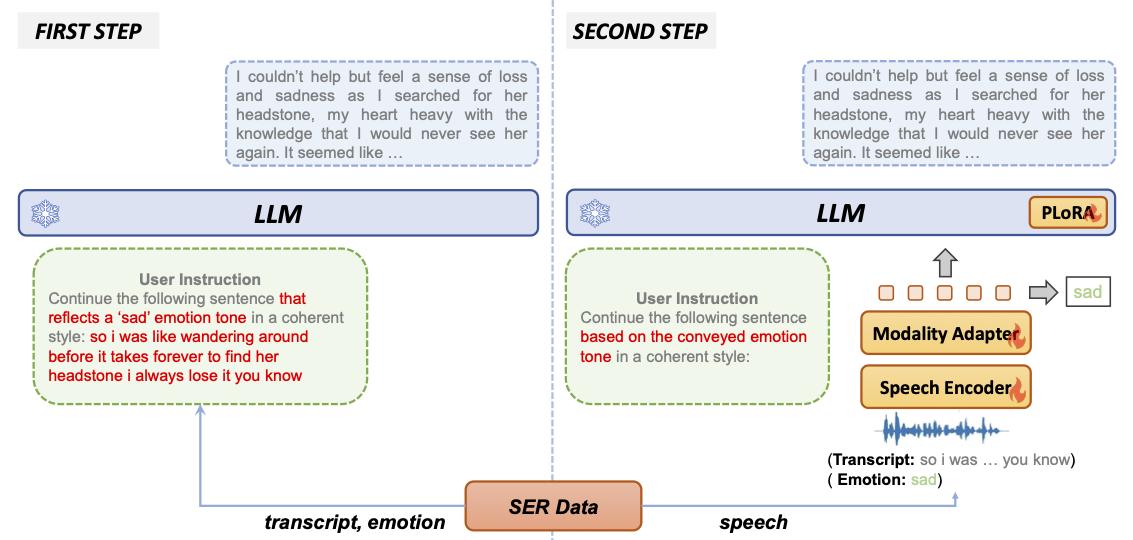 FIRST STEP
I couldn't help but feel a sense of loss
and sadness as I searched for her
headstone, my heart heavy with the
knowledge that I would never see her
again. It seemed like …
LLM
User Instruction
Continue the following sentence that
reflects a 'sad' emotion tone in a coherent
style: so i was like wandering around
before it takes forever to find her
headstone i always lose it you know
transcript, emotion
SER Data
SECOND STEP
I couldn't help but feel a sense of loss
and sadness as I searched for her
headstone, my heart heavy with the
knowledge that I would never see her
again. It seemed like …
LLM
PLoRA
User Instruction
Continue the following sentence
based on the conveyed emotion
tone in a coherent style:
sad
Modality Adapter
Speech Encoder
(Transcript: so i was … you know)
( Emotion: sad)
speech